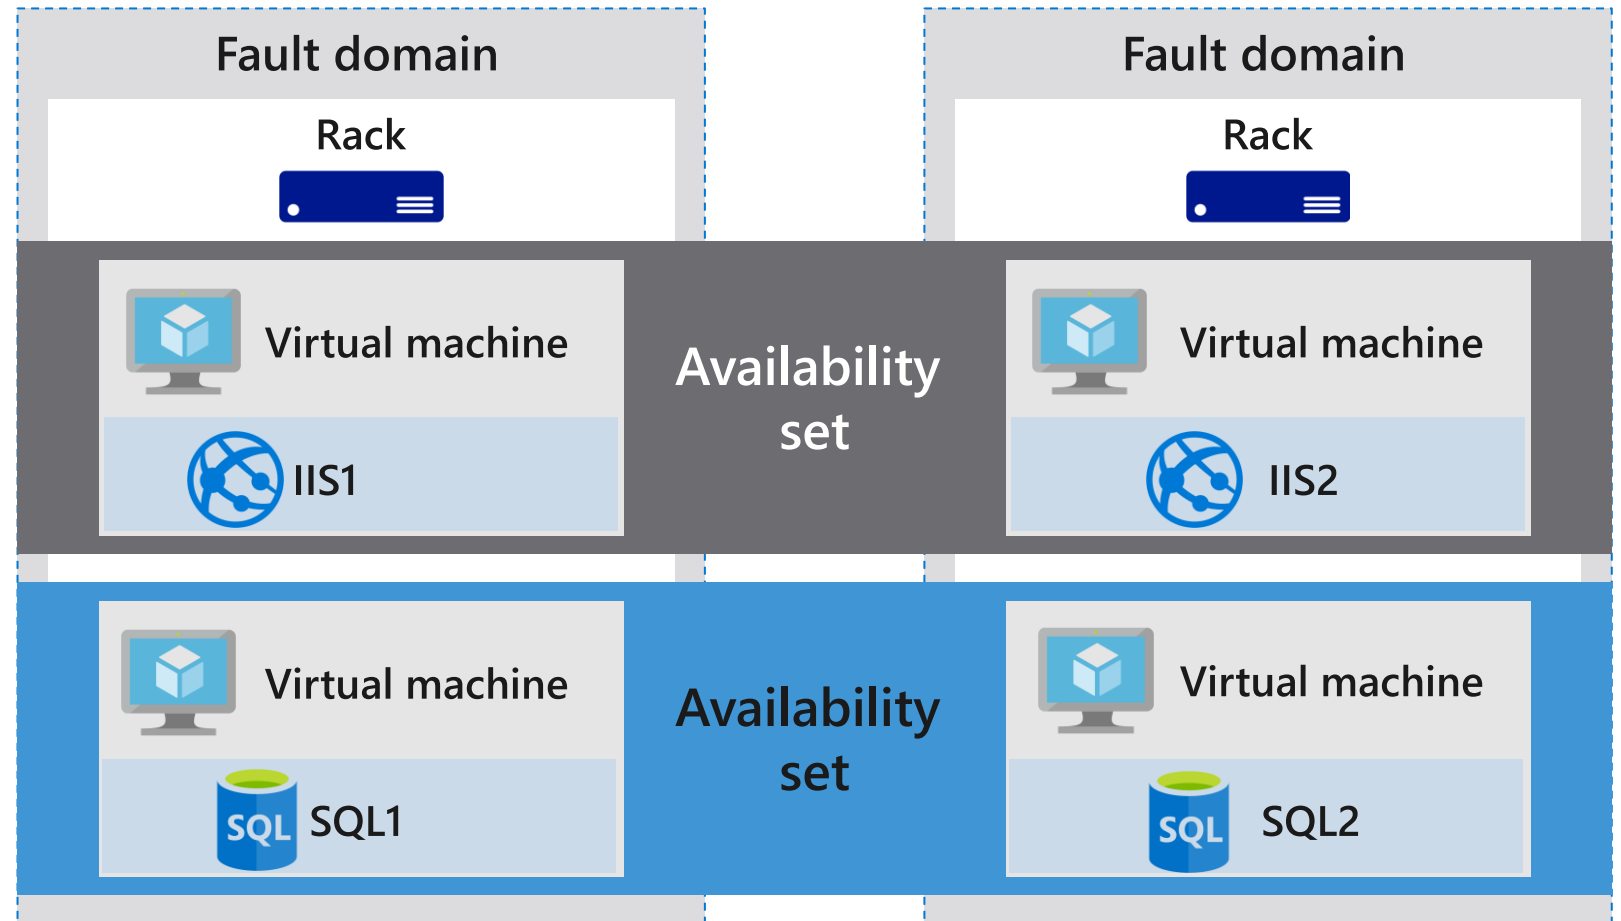 Fault domain
Fault domain
Rack
Rack
Virtual machine
Availability
set
Virtual machine
IIS1
IIS2
Virtual machine
Availability
set
Virtual machine
SQL SQL1
SQL SQL2